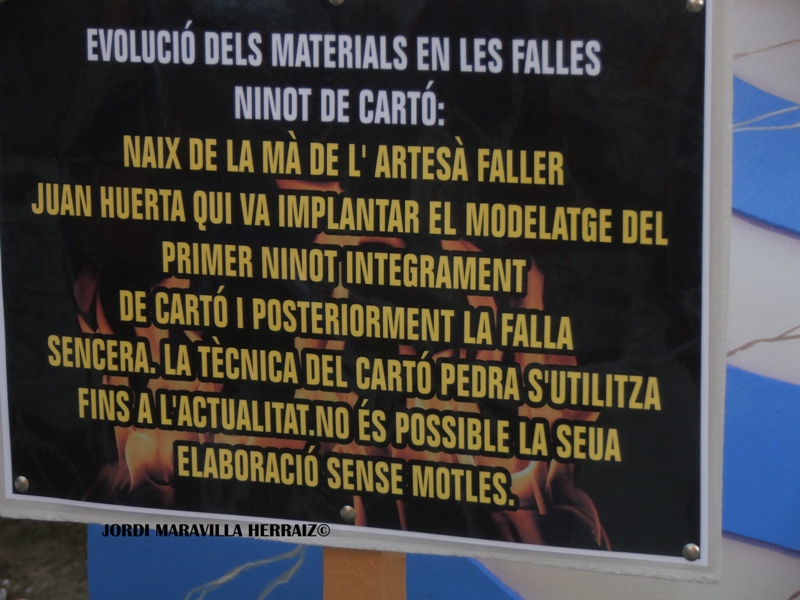 EVOLUCIÓ DELS MATERIALS EN LES FALLES
NINOT DE CARTÓ:
NAIX DE LA MÀ DE L' ARTESÀ FALLER
JUAN HUERTA QUI VA IMPLANTAR EL MODELATGE DEL
PRIMER NINOT INTEGRAMENT
DE CARTÓ I POSTERIORMENT LA FALLA
SENCERA. LA TÈCNICA DEL CARTÓ PEDRA S'UTILITZA
FINS A L'ACTUALITAT.NO ÉS POSSIBLE LA SEUA
ELABORACIÓ SENSE MOTLES.
JORDI MARAVILLA HERRAIZ©